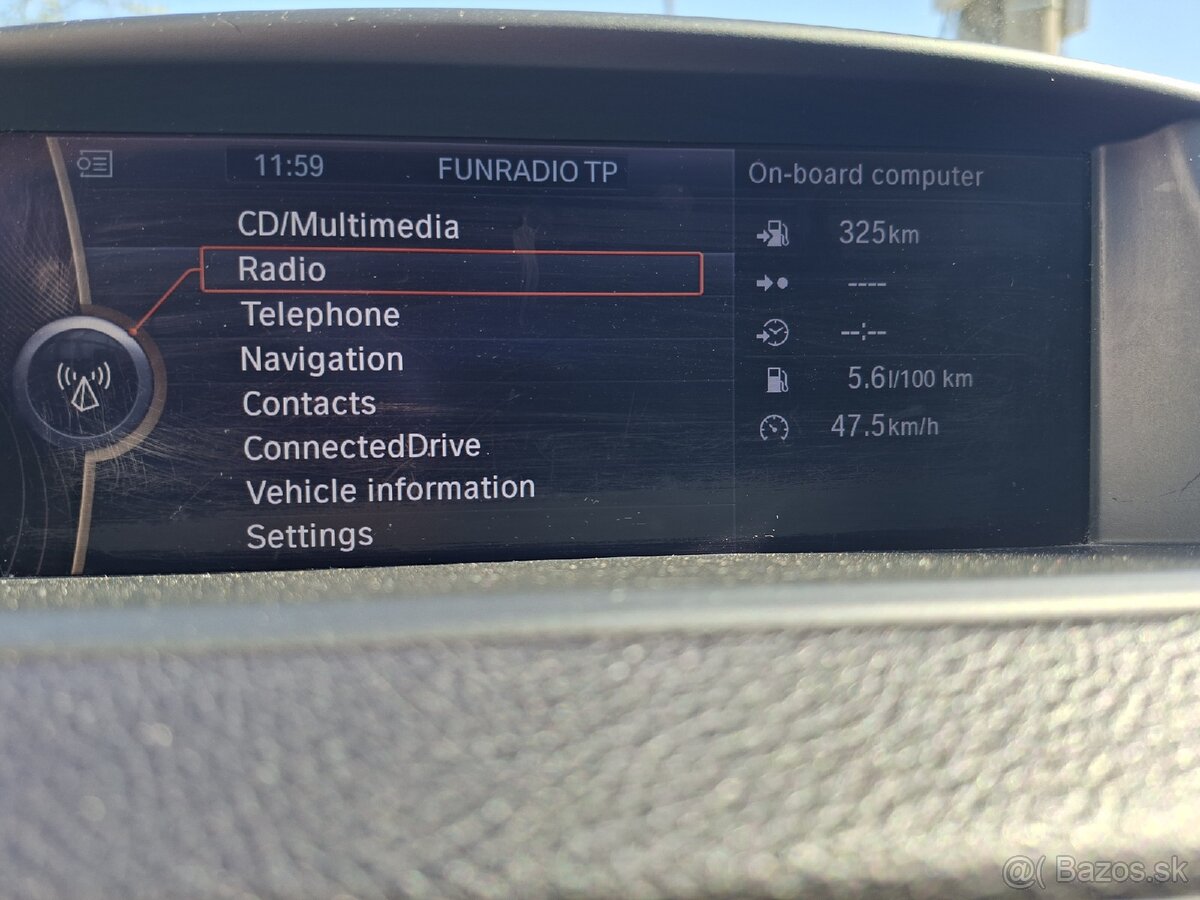 11:59 FUNRADIO TP
CD/Multimedia
Radio
Telephone
Navigation
Contacts
ConnectedDrive
Vehicle information
Settings
On-board computer
325km
----
--:--
5.6l/100 km
47.5km/h
@( Bazos.sk